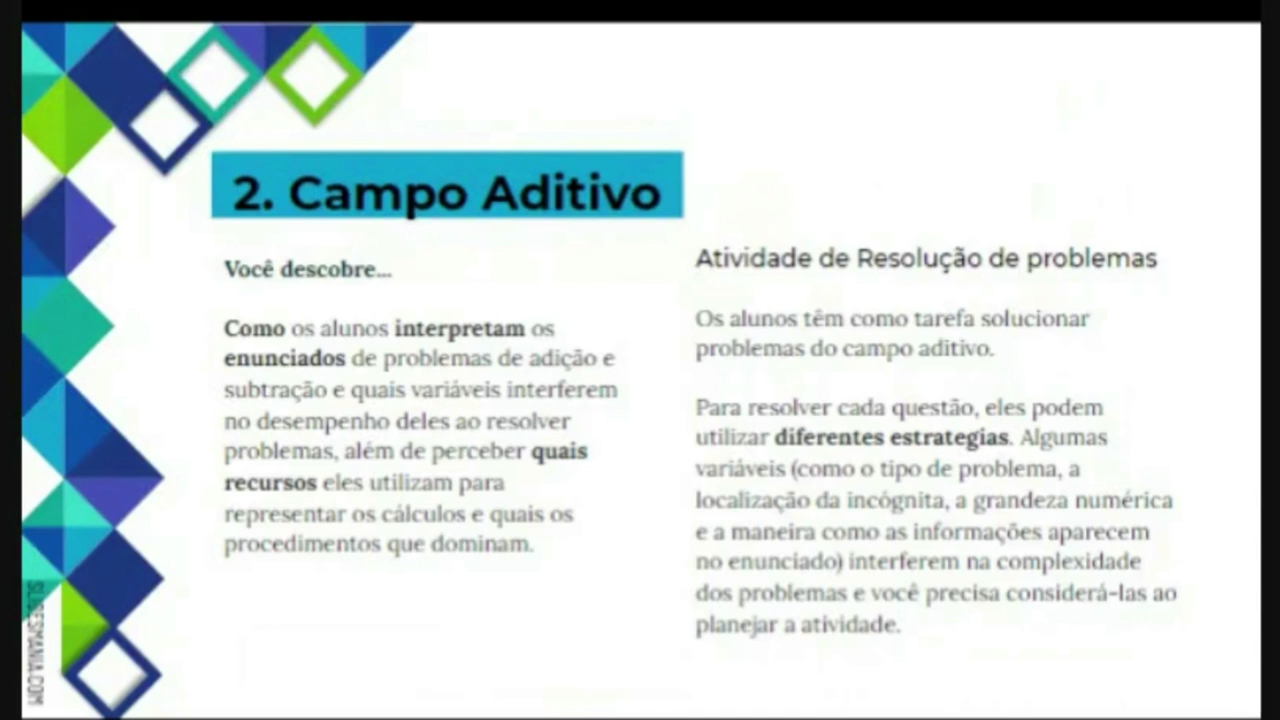 2. Campo Aditivo
Você descobre...
Como os alunos interpretam os
enunciados de problemas de adição e
subtração e quais variáveis interferem
no desempenho deles ao resolver
problemas, além de perceber quais
recursos eles utilizam para
representar os cálculos e quais os
procedimentos que dominam.
Atividade de Resolução de problemas
Os alunos têm como tarefa solucionar
problemas do campo aditivo.
Para resolver cada questão, eles podem
utilizar diferentes estrategias. Algumas
variáveis (como o tipo de problema, a
localização da incógnita, a grandeza numérica
e a maneira como as informações aparecem
no enunciado) interferem na complexidade
dos problemas e você precisa considerá-las ao
planejar a atividade.
SLIDESMANIA.COM